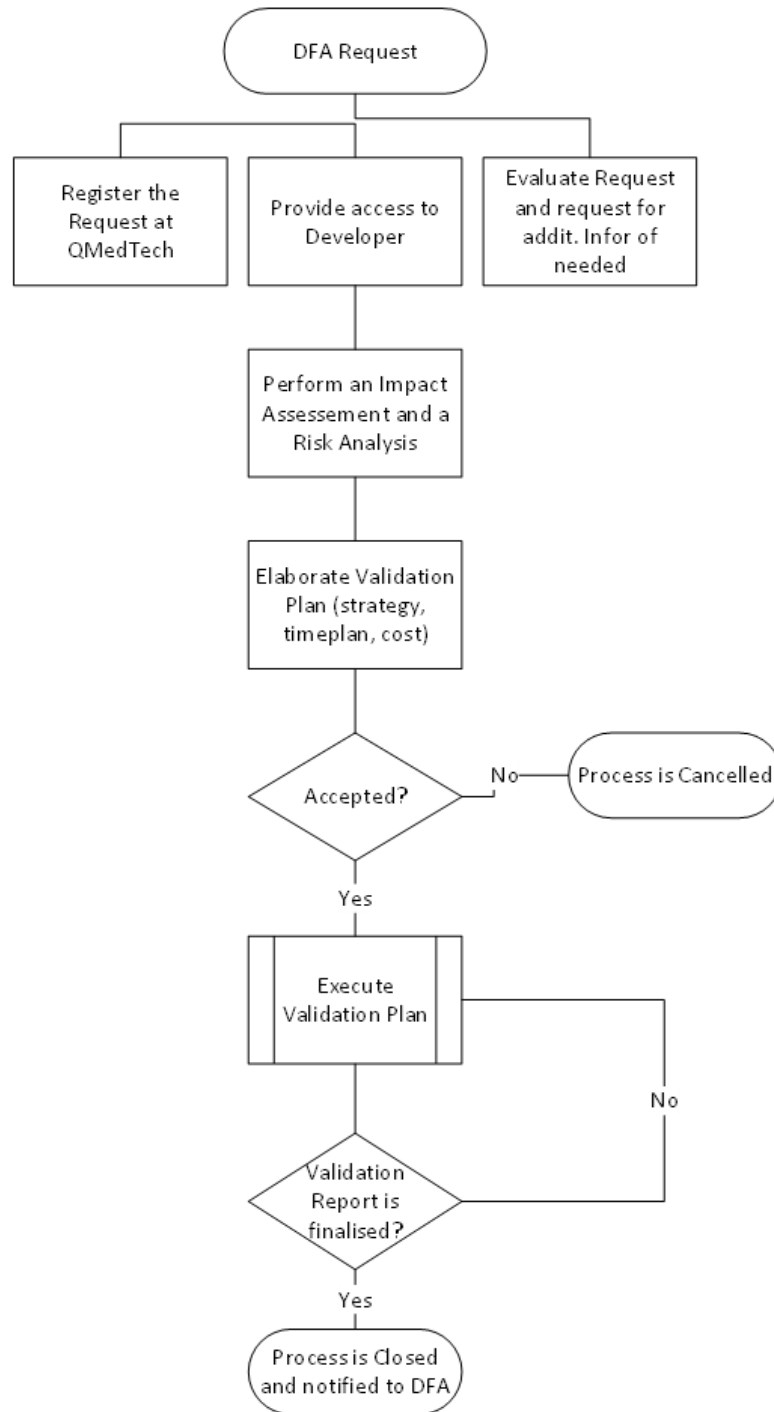 DFA Request
Register the
Request at
QMedTech
Provide access to
Developer
Evaluate Request
and request for
addit. Infor of
needed
Perform an Impact
Assessement and a
Risk Analysis
Elaborate Validation
Plan (strategy,
timeplan, cost)
Accepted?
No
Process is Cancelled
Yes
Execute
Validation Plan
No
Validation
Report is
finalised?
Yes
Process is Closed
and notified to DFA